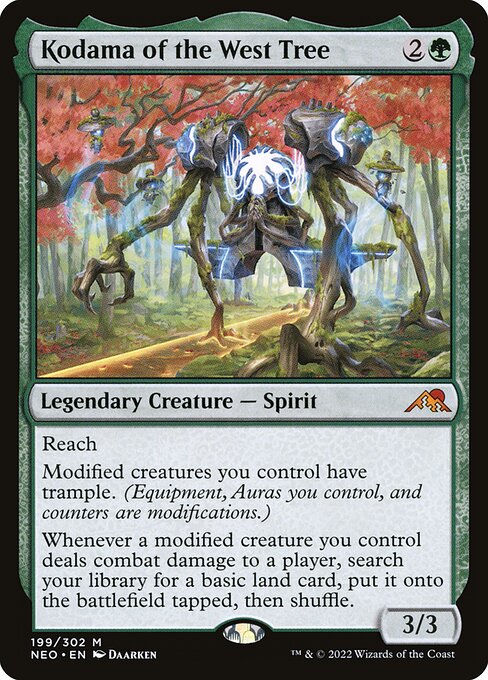 Kodama of the West Tree 2
Legendary Creature — Spirit
Reach
Modified creatures you control have
trample. (Equipment, Auras you control, and
counters are modifications.)
Whenever a modified creature you control
deals combat damage to a player, search
your library for a basic land card, put it onto
the battlefield tapped, then shuffle.
3/3
199/302 M
NEO • EN DAARKEN
™ & © 2022 Wizards of the Coast